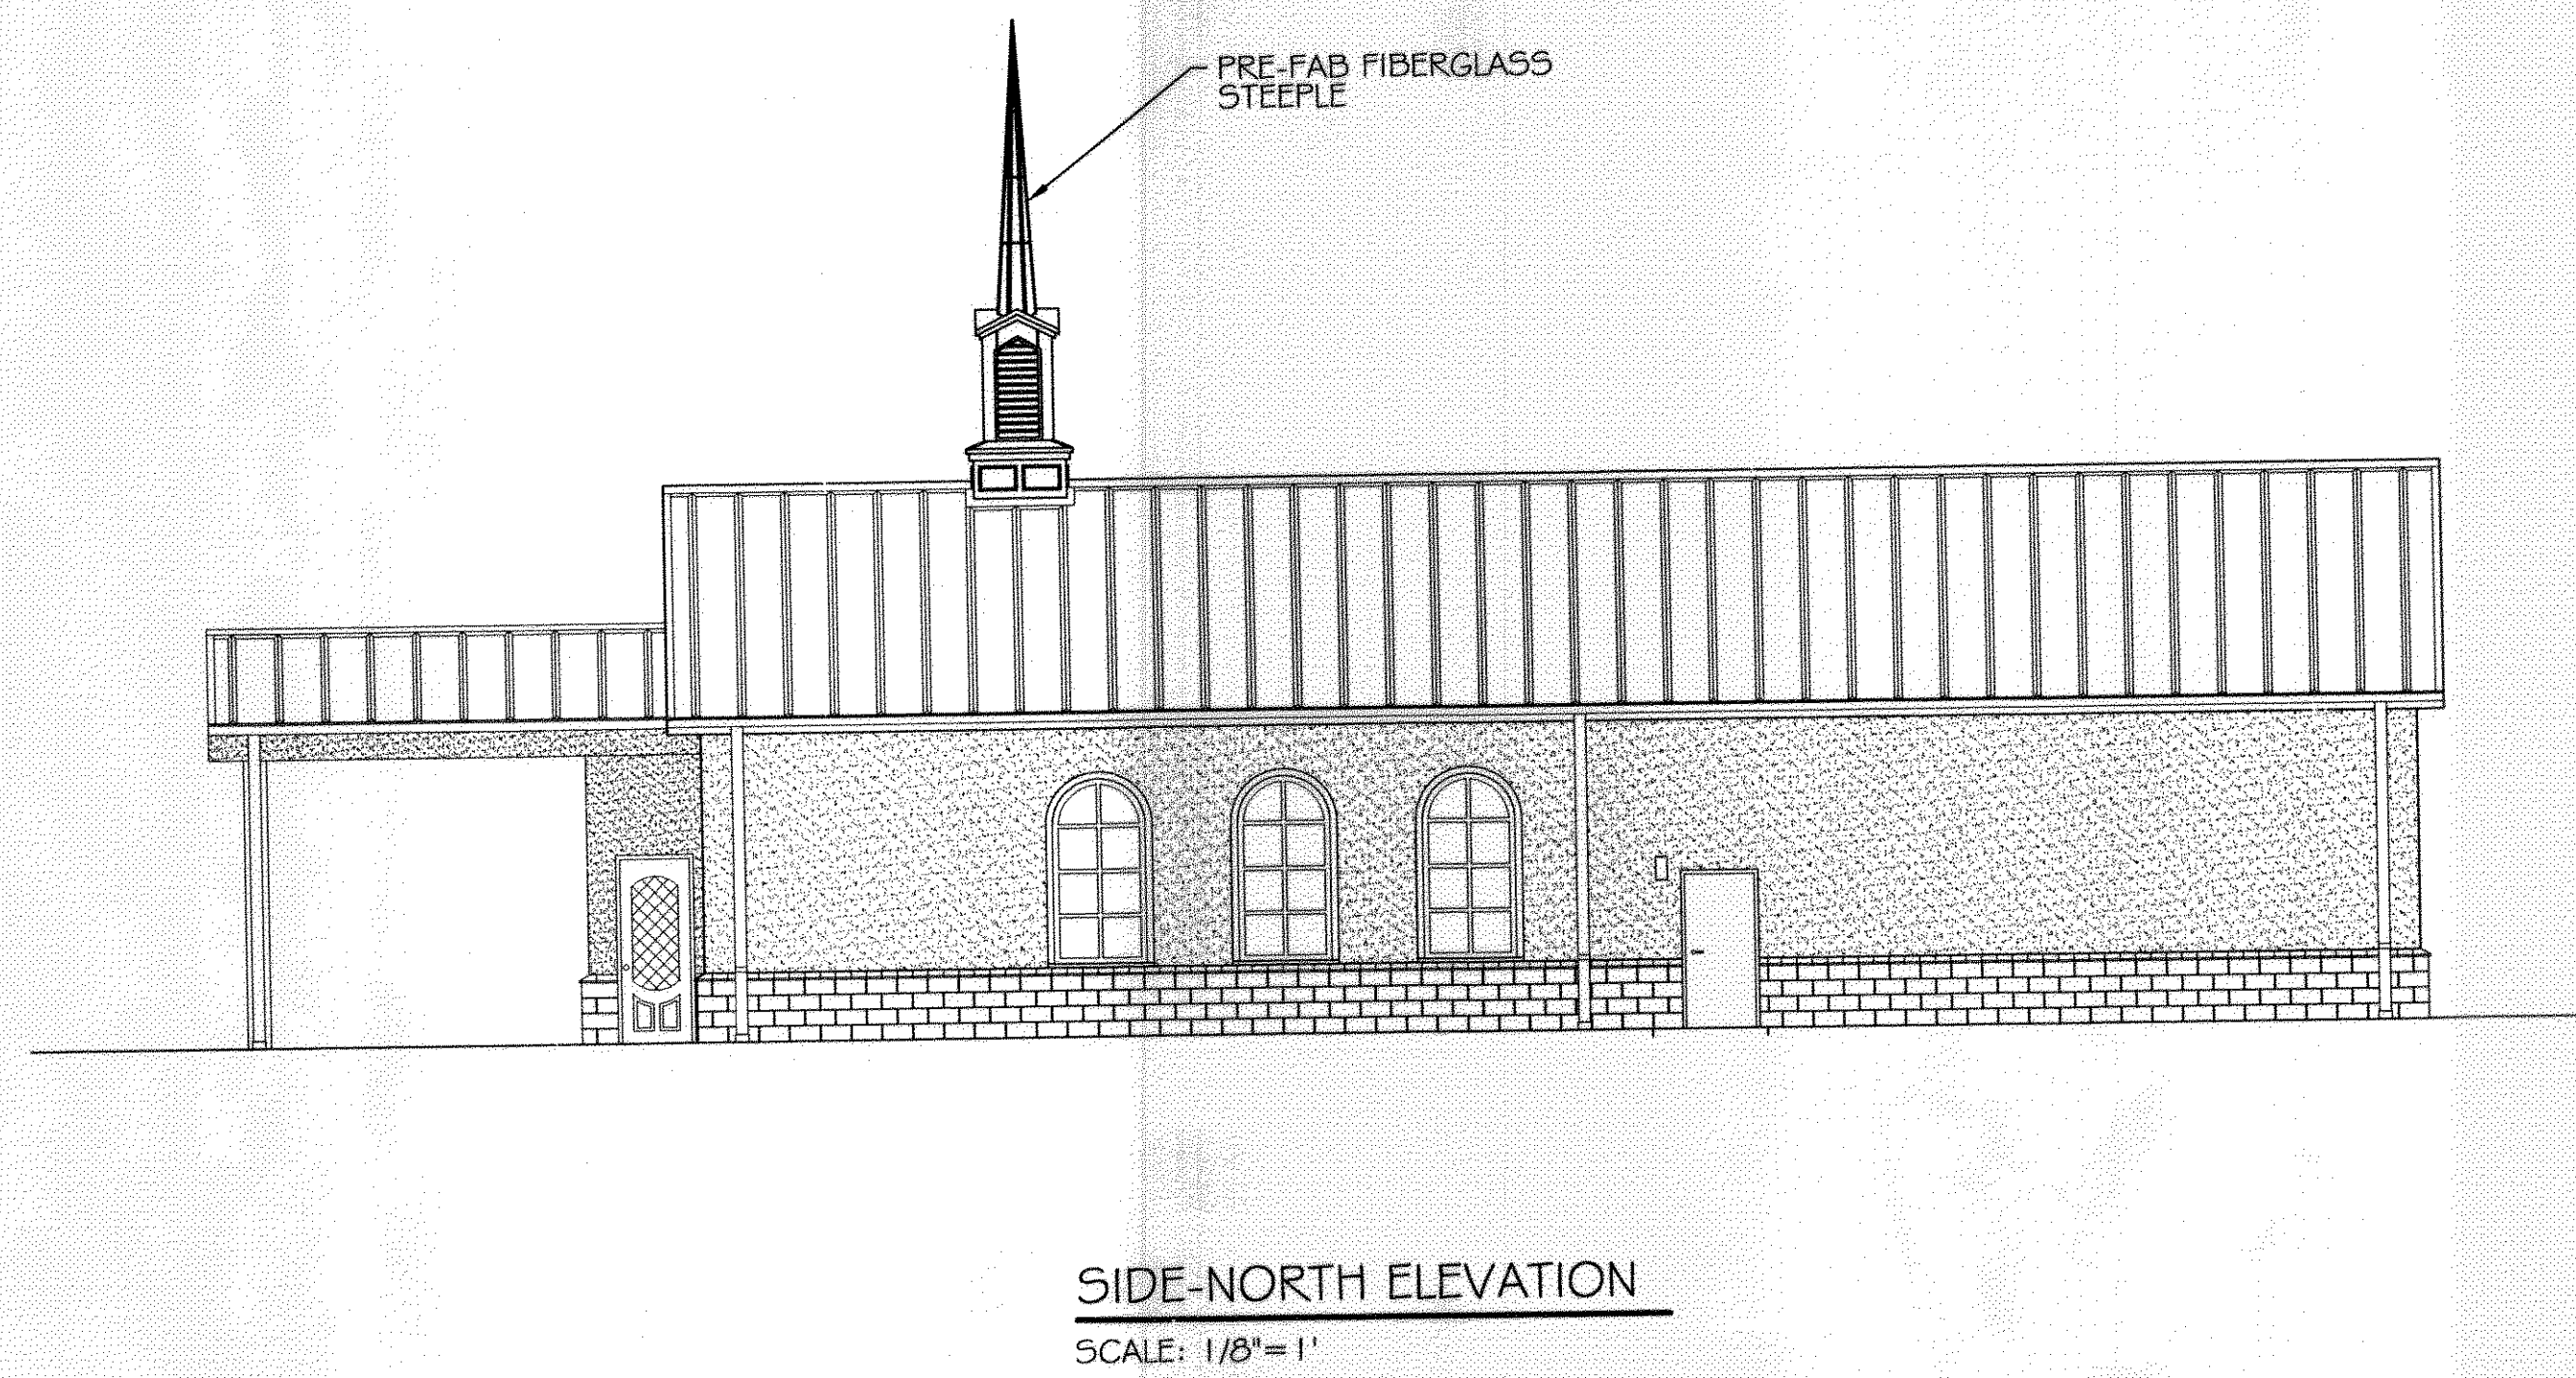 PRE-FAB FIBERGLASS
STEEPLE
SIDE-NORTH ELEVATION
SCALE: 1/8"=1'